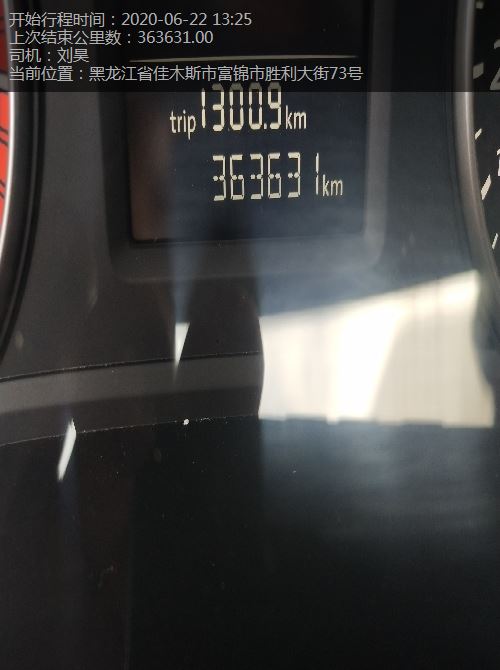 开始行程时间：2020-06-22 13:25
上次结束公里数：363631.00
司机：刘昊
当前位置：黑龙江省佳木斯市富锦市胜利大街73号
trip 1300.9 km
363631 km